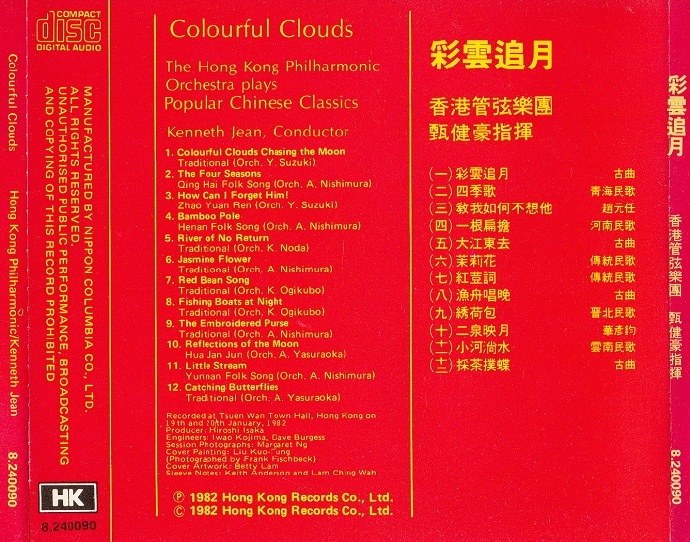 Colourful Clouds
Hong Kong Philharmonic/Kenneth Jean
8.240090
COMPACT
disc
DIGITAL AUDIO
MANUFACTURED BY NIPPON COLUMBIA CO., LTD.
ALL RIGHTS RESERVED.
UNAUTHORISED PUBLIC PERFORMANCE, BROADCASTING
AND COPYING OF THIS RECORD PROHIBITED
HK
8.240090
Colourful Clouds
The Hong Kong Philharmonic
Orchestra plays
Popular Chinese Classics
Kenneth Jean, Conductor
1. Colourful Clouds Chasing the Moon
Traditional (Orch. Y. Suzuki)
2. The Four Seasons
Qing Hai Folk Song (Orch. A. Nishimura)
3. How Can I Forget Him!
Zhao Yuan Ren (Orch. Y. Suzuki)
4. Bamboo Pole
Henan Folk Song (Orch. A. Nishimura)
5. River of No Return
Traditional (Orch. K. Noda)
6. Jasmine Flower
Traditional (Orch. A. Nishimura)
7. Red Bean Song
Traditional (Orch. K. Ogikubo)
8. Fishing Boats at Night
Traditional (Orch. K. Ogikubo)
9. The Embroidered Purse
Traditional (Orch. A. Nishimura)
10. Reflections of the Moon
Hua Jan Jun (Orch. A. Yasuraoka)
11. Little Stream
Yunnan Folk Song (Orch. A. Nishimura)
12. Catching Butterflies
Traditional (Orch. A. Yasuraoka)
Recorded at Tsuen Wan Town Hall, Hong Kong on
19th and 20th January, 1982
Producer: Hiroshi Isaka
Engineers: Iwao Kojima, Dave Burgess
Session Photographs: Margaret Ng
Cover Painting: Liu Kuo-Sung
(Photographed by Frank Fischbeck)
Cover Artwork: Betty Lam
Sleeve Notes: Keith Anderson and Lam Ching Wah
Ⓟ 1982 Hong Kong Records Co., Ltd.
© 1982 Hong Kong Records Co., Ltd.
彩雲追月
香港管弦樂團
甄健豪指揮
(一) 彩雲追月 古曲
(二) 四季歌 青海民歌
(三) 敎我如何不想他 趙元任
(四) 一根扁擔 河南民歌
(五) 大江東去 古曲
(六) 茉莉花 傳統民歌
(七) 紅荳詞 傳統民歌
(八) 漁舟唱晚 古曲
(九) 綉荷包 晉北民歌
(十) 二泉映月 華彥鈞
(十一) 小河淌水 雲南民歌
(十二) 採茶撲蝶 古曲
彩雲追月
香港管弦樂團 甄健豪指揮
8.240090